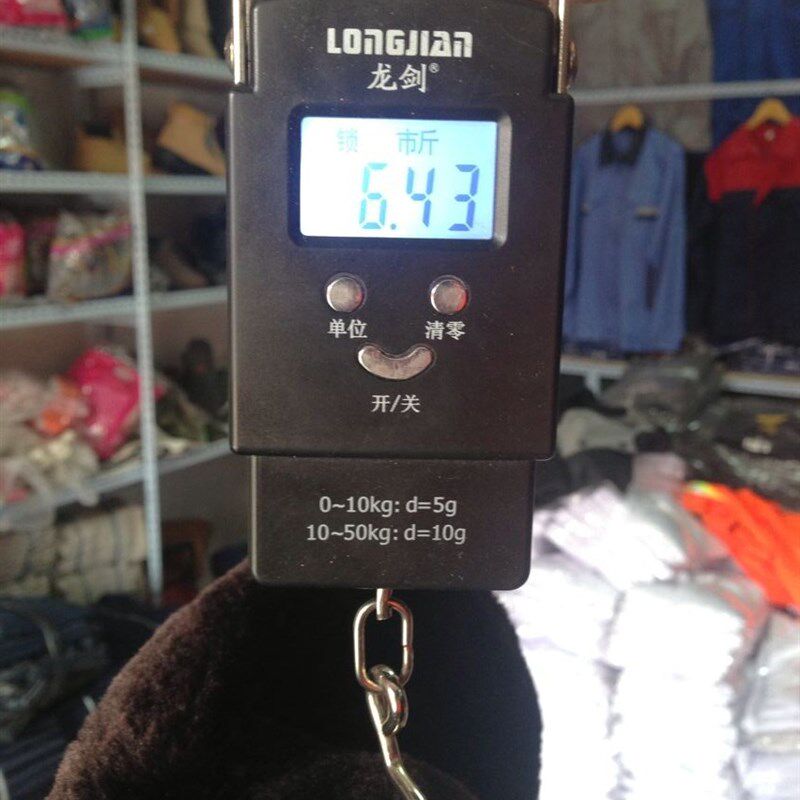 LONGJIAN
龙剑®
锁 市斤
6.43
单位 清零
开/关
0~10kg: d=5g
10~50kg: d=10g